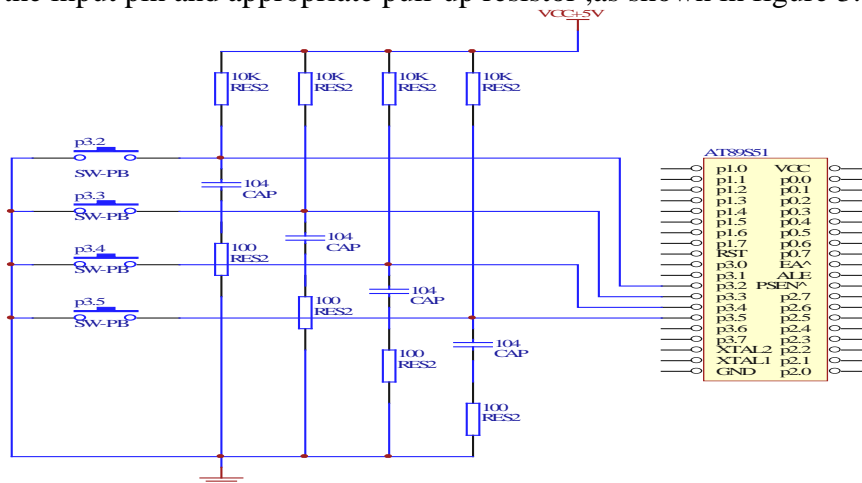 the input pin and appropriate pull-up resistor ,as shown in figure 3.
VCC+5V
10K
RES2
10K
RES2
10K
RES2
10K
RES2
p3.2
SW-PB
104
CAP
p3.3
SW-PB
104
CAP
100
RES2
p3.4
SW-PB
104
CAP
100
RES2
p3.5
SW-PB
104
CAP
100
RES2
100
RES2
AT89S51
p1.0 VCC
p1.1 p0.0
p1.2 p0.1
p1.3 p0.2
p1.4 p0.3
p1.5 p0.4
p1.6 p0.5
p1.7 p0.6
RST p0.7
p3.0 EA^
p3.1 ALE
p3.2 PSEN^
p3.3 p2.7
p3.4 p2.6
p3.5 p2.5
p3.6 p2.4
p3.7 p2.3
XTAL2 p2.2
XTAL1 p2.1
GND p2.0